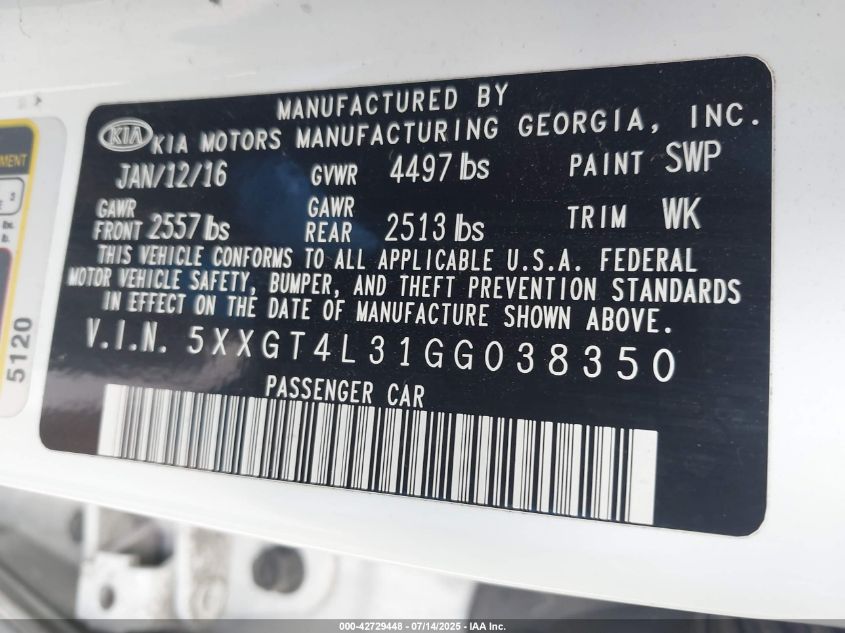 MANUFACTURED BY
KIA KIA MOTORS MANUFACTURING GEORGIA, INC.
JAN/12/16 GVWR 4497 lbs PAINT SWP
GAWR FRONT 2557 lbs GAWR REAR 2513 lbs TRIM WK
THIS VEHICLE CONFORMS TO ALL APPLICABLE U.S.A. FEDERAL
MOTOR VEHICLE SAFETY, BUMPER, AND THEFT PREVENTION STANDARDS
IN EFFECT ON THE DATE OF MANUFACTURE SHOWN ABOVE.
V.I.N. 5XXGT4L31GG038350
PASSENGER CAR
5120
000-42729448 - 07/14/2025 - IAA Inc.